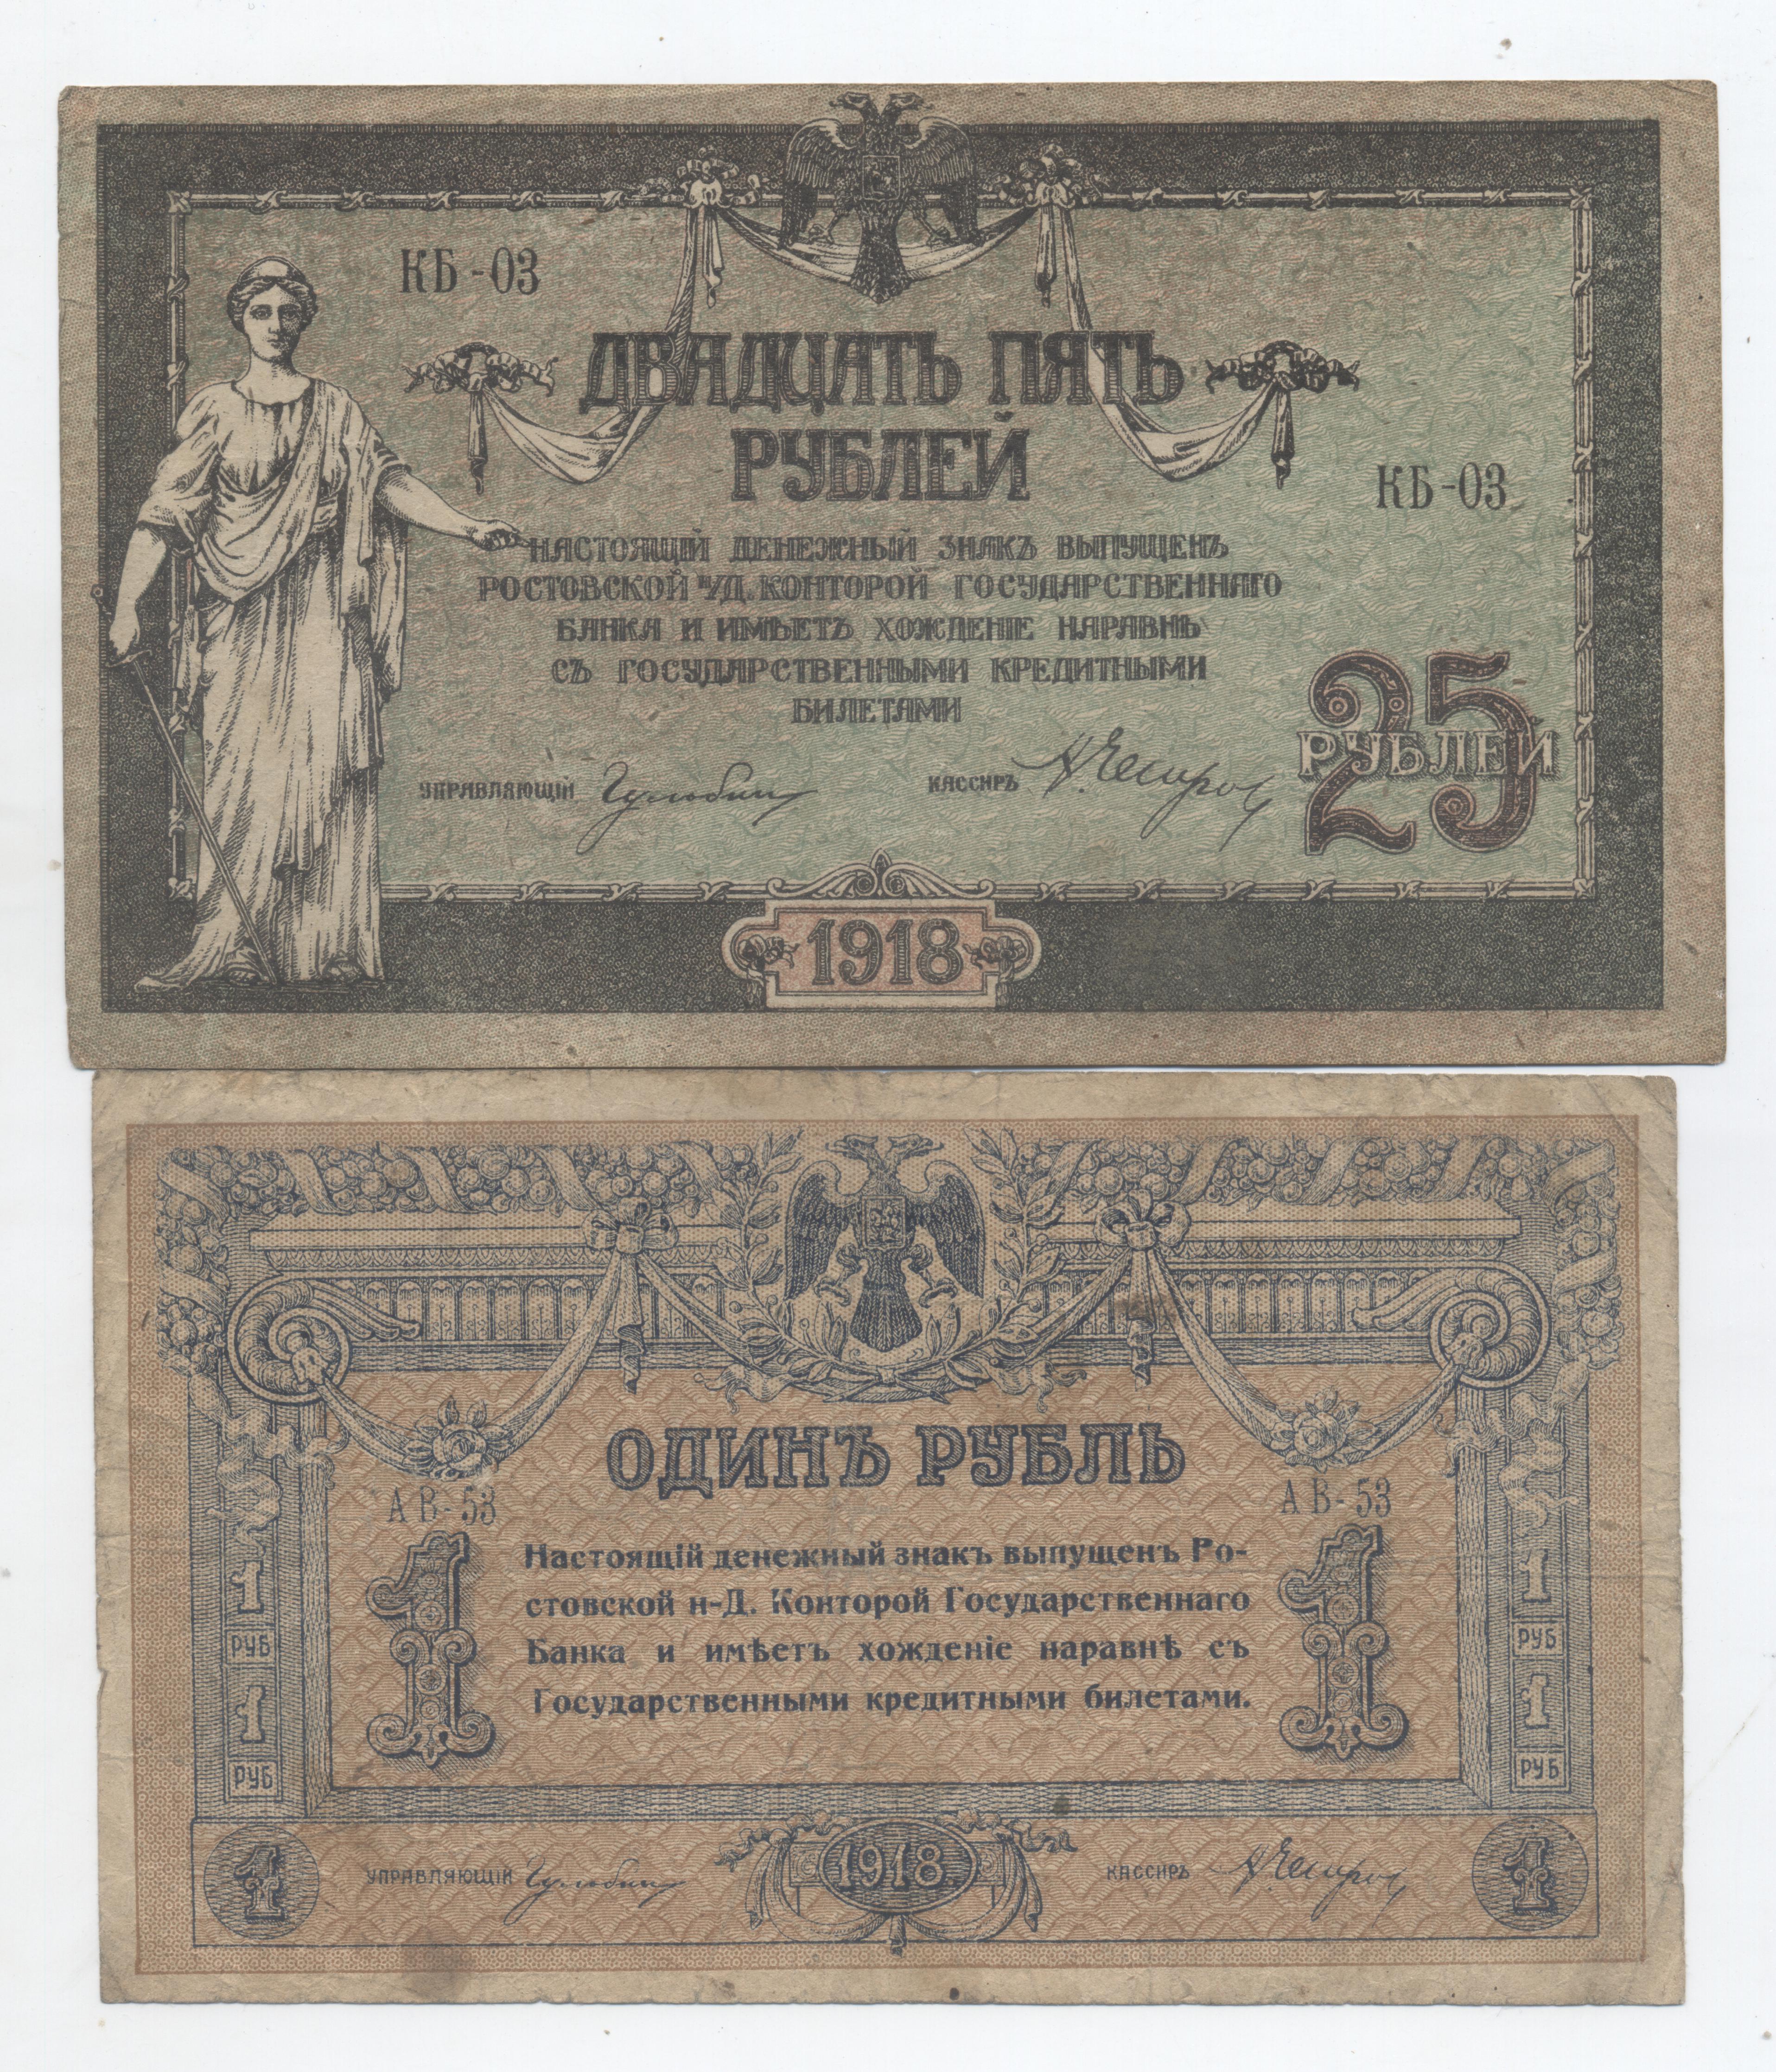 КБ-03
ДВАДЦАТЬ ПЯТЬ
РУБЛЕЙ
КБ-03
НАСТОЯЩІЙ ДЕНЕЖНЫЙ ЗНАКЪ ВЫПУЩЕНЪ
РОСТОВСКОЙ Н/Д. КОНТОРОЙ ГОСУДАРСТВЕННАГО
БАНКА И ИМѢЕТЪ ХОЖДЕНІЕ НАРАВНѢ
СЪ ГОСУДАРСТВЕННЫМИ КРЕДИТНЫМИ
БИЛЕТАМИ
25
РУБЛЕЙ
УПРАВЛЯЮЩІЙ
КАССИРЪ
1918
ОДИНЪ РУБЛЬ
АВ-53
АВ-53
1
1
Настоящій денежный знакъ выпущенъ Ро-
стовской н-Д. Конторой Государственнаго
Банка и имѣетъ хожденіе наравнѣ съ
Государственными кредитными билетами.
1
РУБ
1
РУБ
1
РУБ
1
РУБ
1
УПРАВЛЯЮЩІЙ
1918
КАССИРЪ
1